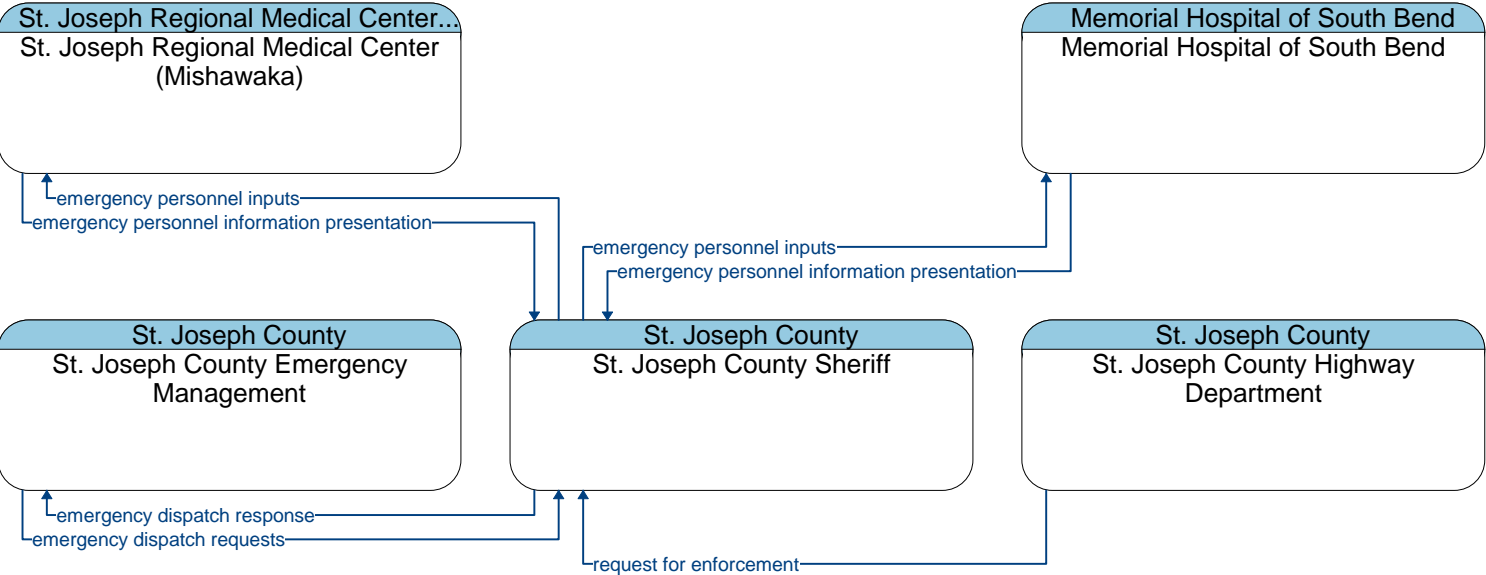 St. Joseph Regional Medical Center...
St. Joseph Regional Medical Center
(Mishawaka)
Memorial Hospital of South Bend
Memorial Hospital of South Bend
emergency personnel inputs
emergency personnel information presentation
emergency personnel inputs
emergency personnel information presentation
St. Joseph County
St. Joseph County Emergency
Management
St. Joseph County
St. Joseph County Sheriff
St. Joseph County
St. Joseph County Highway
Department
emergency dispatch response
emergency dispatch requests
request for enforcement